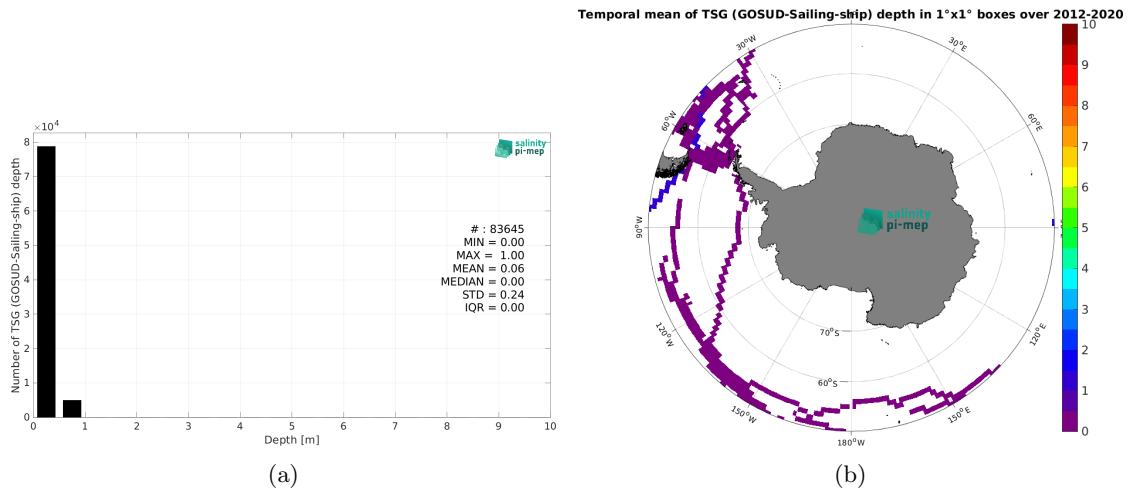 Temporal mean of TSG (GOSUD-Sailing-ship) depth in 1°x1° boxes over 2012-2020
×10⁴
Number of TSG (GOSUD-Sailing-ship) depth
8
7
6
5
4
3
2
1
0
0 1 2 3 4 5 6 7 8 9 10
Depth [m]
salinity
pi-mep
# : 83645
MIN = 0.00
MAX = 1.00
MEAN = 0.06
MEDIAN = 0.00
STD = 0.24
IQR = 0.00
(a)
30°W
30°E
60°W
60°E
90°W
120°W
120°E
150°W
150°E
180°W
70°S
60°S
salinity
pi-mep
10
9
8
7
6
5
4
3
2
1
0
(b)